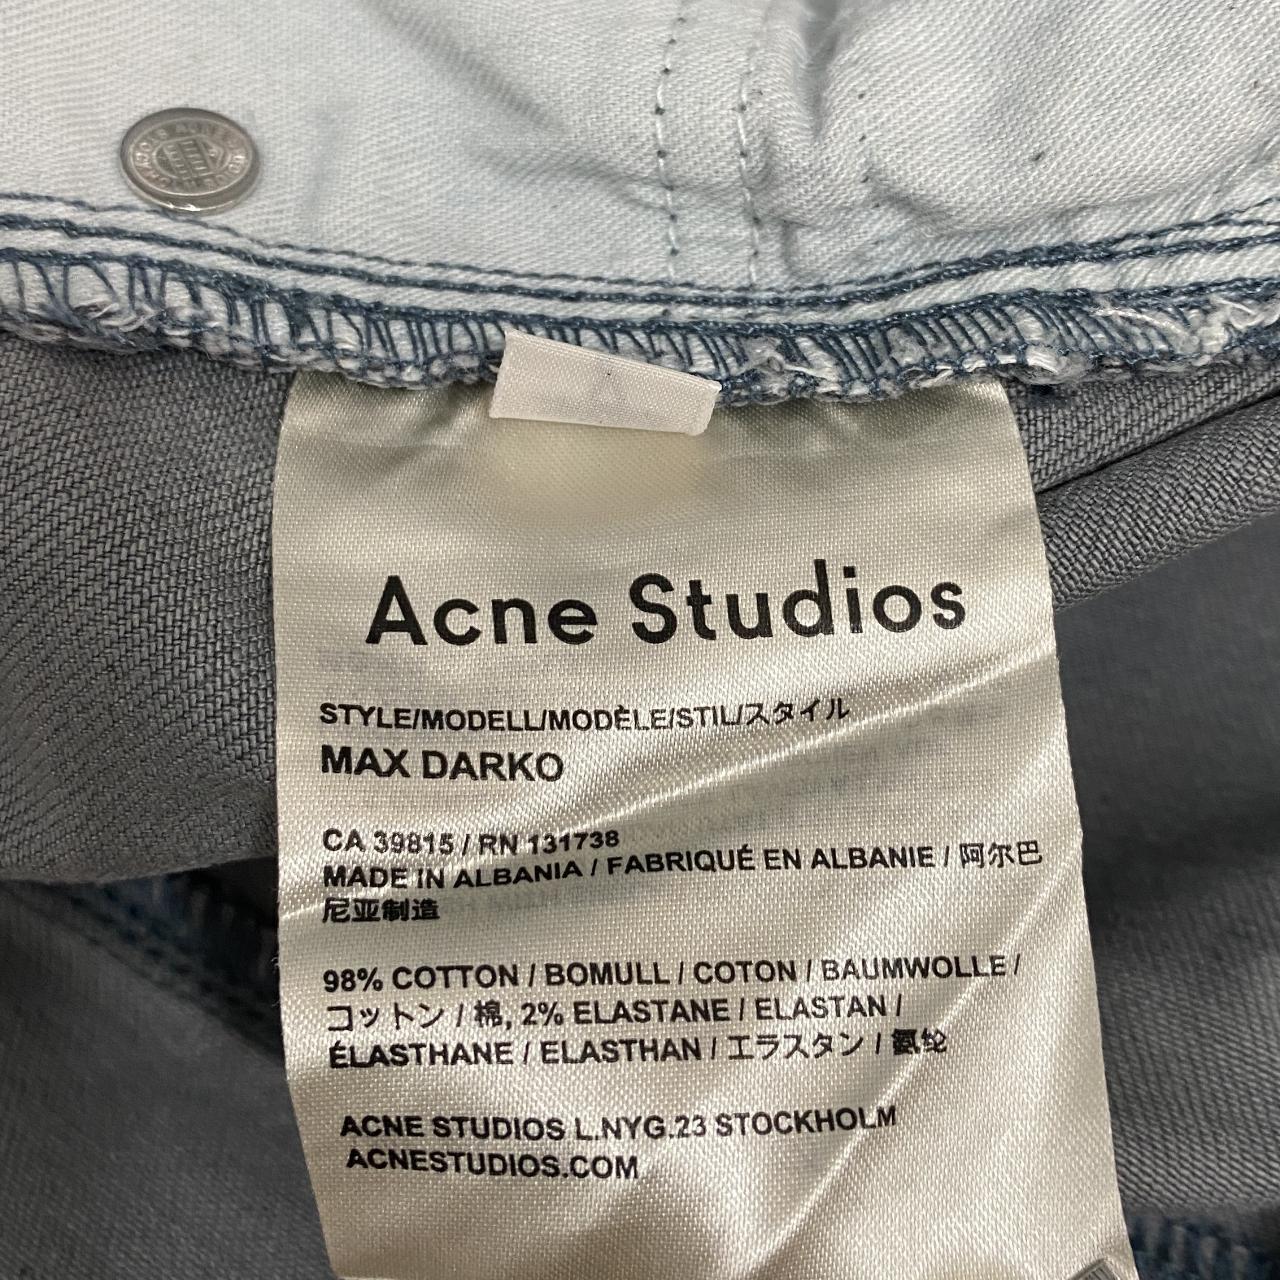 Acne Studios
STYLE/MODELL/MODÈLE/STIL/スタイル
MAX DARKO
CA 39815 / RN 131738
MADE IN ALBANIA / FABRIQUÉ EN ALBANIE / 阿尔巴
尼亚制造
98% COTTON / BOMULL / COTON / BAUMWOLLE /
コットン / 棉, 2% ELASTANE / ELASTAN /
ÉLASTHANE / ELASTHAN / エラスタン / 氨纶
ACNE STUDIOS L.NYG.23 STOCKHOLM
ACNESTUDIOS.COM